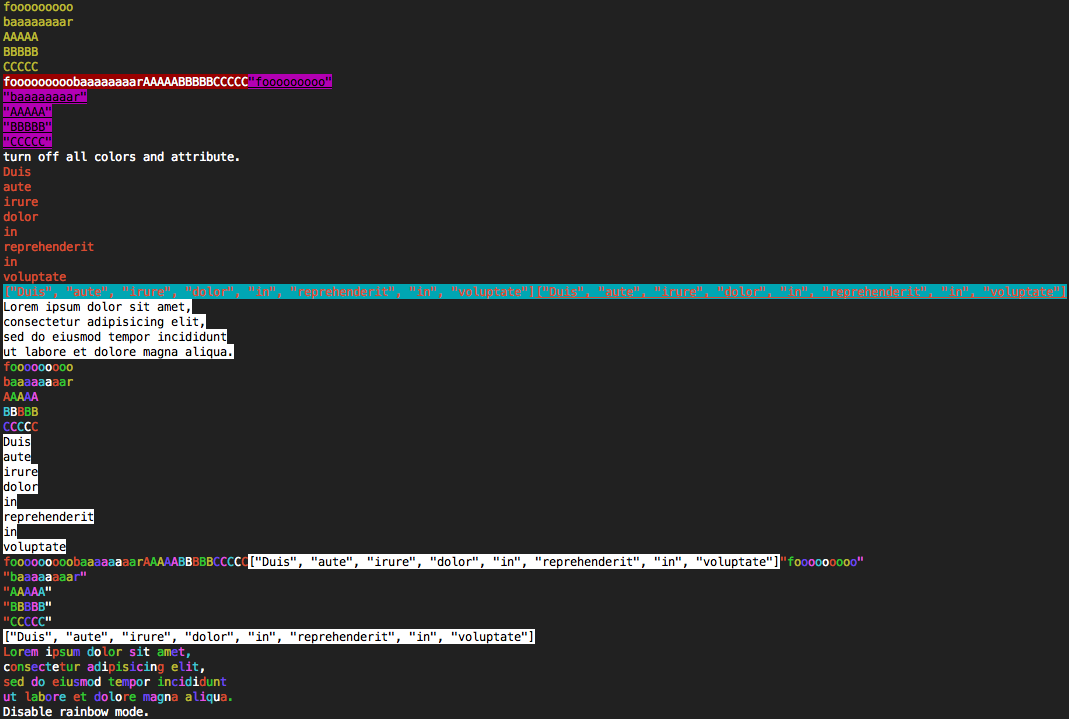 fooooooooo
baaaaaaaar
AAAAA
BBBBB
CCCCC
fooooooooobaaaaaaaarAAAAABBBBBCCCCC"fooooooooo"
"baaaaaaaar"
"AAAAA"
"BBBBB"
"CCCCC"
turn off all colors and attribute.
Duis
aute
irure
dolor
in
reprehenderit
in
voluptate
["Duis", "aute", "irure", "dolor", "in", "reprehenderit", "in", "voluptate"]["Duis", "aute", "irure", "dolor", "in", "reprehenderit", "in", "voluptate"]
Lorem ipsum dolor sit amet,
consectetur adipisicing elit,
sed do eiusmod tempor incididunt
ut labore et dolore magna aliqua.
fooooooooo
baaaaaaaar
AAAAA
BBBBB
CCCCC
Duis
aute
irure
dolor
in
reprehenderit
in
voluptate
fooooooooobaaaaaaaarAAAAABBBBBCCCCC["Duis", "aute", "irure", "dolor", "in", "reprehenderit", "in", "voluptate"]"fooooooooo"
"baaaaaaaar"
"AAAAA"
"BBBBB"
"CCCCC"
["Duis", "aute", "irure", "dolor", "in", "reprehenderit", "in", "voluptate"]
Lorem ipsum dolor sit amet,
consectetur adipisicing elit,
sed do eiusmod tempor incididunt
ut labore et dolore magna aliqua.
Disable rainbow mode.